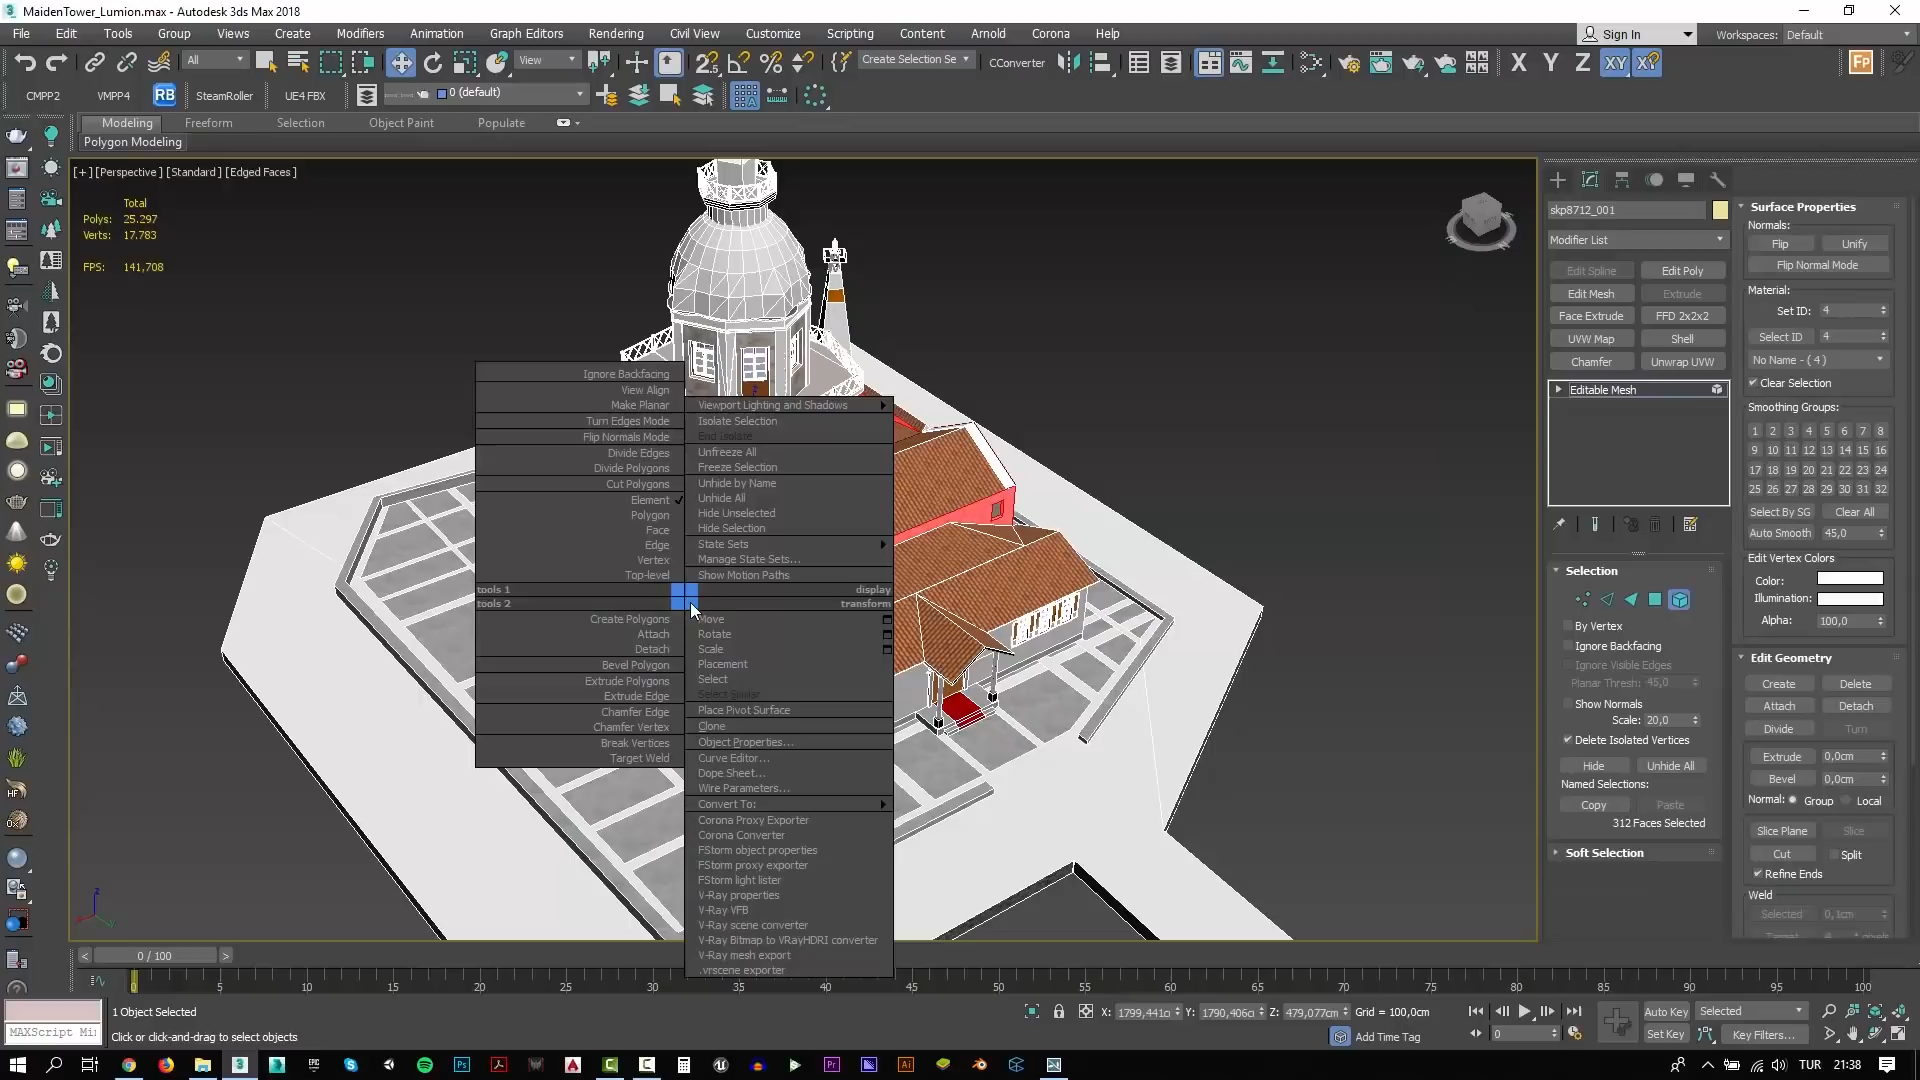 MaidenTower_Lumion.max - Autodesk 3ds Max 2018
File Edit Tools Group Views Create Modifiers Animation Graph Editors Rendering Civil View Customize Scripting Content Arnold Corona Help
Sign In
Workspaces: Default
All
View
Create Selection Se
CConverter
X Y Z XY
CMPP2 VMPP4 RB SteamRoller UE4 FBX
0 (default)
Modeling Freeform Selection Object Paint Populate
Polygon Modeling
[+] [Perspective] [Standard] [Edged Faces]
Total
Polys: 25.297
Verts: 17.783
FPS: 141,708
Ignore Backfacing
View Align
Make Planar
Turn Edges Mode
Flip Normals Mode
Divide Edges
Divide Polygons
Cut Polygons
Element
Polygon
Face
Edge
Vertex
Top-level
tools 1
tools 2
Create Polygons
Attach
Detach
Bevel Polygon
Extrude Polygons
Extrude Edge
Chamfer Edge
Chamfer Vertex
Break Vertices
Target Weld
Viewport Lighting and Shadows
Isolate Selection
End Isolate
Unfreeze All
Freeze Selection
Unhide by Name
Unhide All
Hide Unselected
Hide Selection
State Sets
Manage State Sets...
Show Motion Paths
display
transform
Move
Rotate
Scale
Placement
Select
Select Similar
Place Pivot Surface
Clone
Object Properties...
Curve Editor...
Dope Sheet...
Wire Parameters...
Convert To:
Corona Proxy Exporter
Corona Converter
FStorm object properties
FStorm proxy exporter
FStorm light lister
V-Ray properties
V-Ray VFB
V-Ray scene converter
V-Ray Bitmap to VRayHDRI converter
V-Ray mesh export
.vrscene exporter
skp8712_001
Modifier List
Edit Spline Edit Poly
Edit Mesh Extrude
Face Extrude FFD 2x2x2
UVW Map Shell
Chamfer Unwrap UVW
Editable Mesh
Selection
By Vertex
Ignore Backfacing
Ignore Visible Edges
Planar Thresh: 45,0
Show Normals
Scale: 20,0
Delete Isolated Vertices
Hide Unhide All
Named Selections:
Copy Paste
312 Faces Selected
Soft Selection
Surface Properties
Normals:
Flip Unify
Flip Normal Mode
Material:
Set ID: 4
Select ID 4
No Name - ( 4 )
Clear Selection
Smoothing Groups:
1 2 3 4 5 6 7 8
9 10 11 12 13 14 15 16
17 18 19 20 21 22 23 24
25 26 27 28 29 30 31 32
Select By SG Clear All
Auto Smooth 45,0
Edit Vertex Colors
Color:
Illumination:
Alpha: 100,0
Edit Geometry
Create Delete
Attach Detach
Divide Turn
Extrude 0,0cm
Bevel 0,0cm
Normal: Group Local
Slice Plane Slice
Cut Split
Refine Ends
Weld
Selected 0,1cm
Target 4 pixels
< 0 / 100 >
0 5 10 15 20 25 30 35 40 45 50 55 60 65 70 75 80 85 90 95 100
1 Object Selected
MAXScript Mi
Click or click-and-drag to select objects
X: 1799,441c Y: 1790,406c Z: 479,077cm Grid = 100,0cm
Add Time Tag
0
Auto Key Selected
Set Key Key Filters...
TUR 21:38